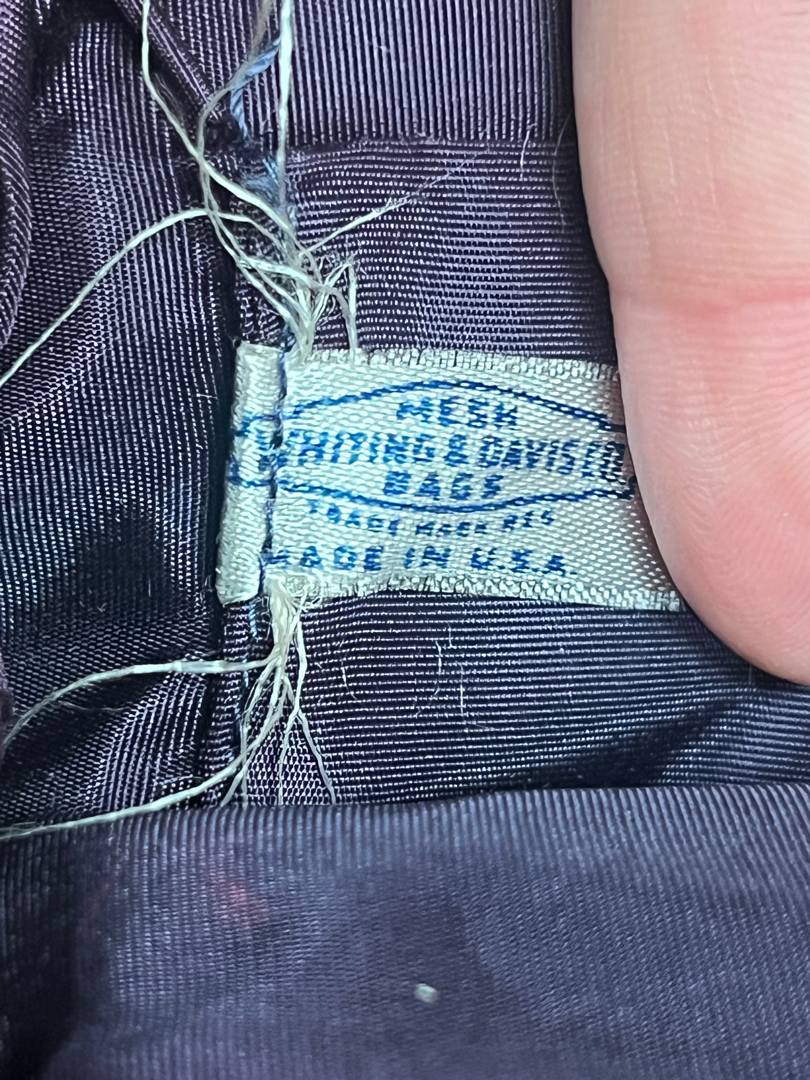 MESH
WHITING & DAVIS CO
BAGS
TRADE MARK REG
MADE IN U.S.A.